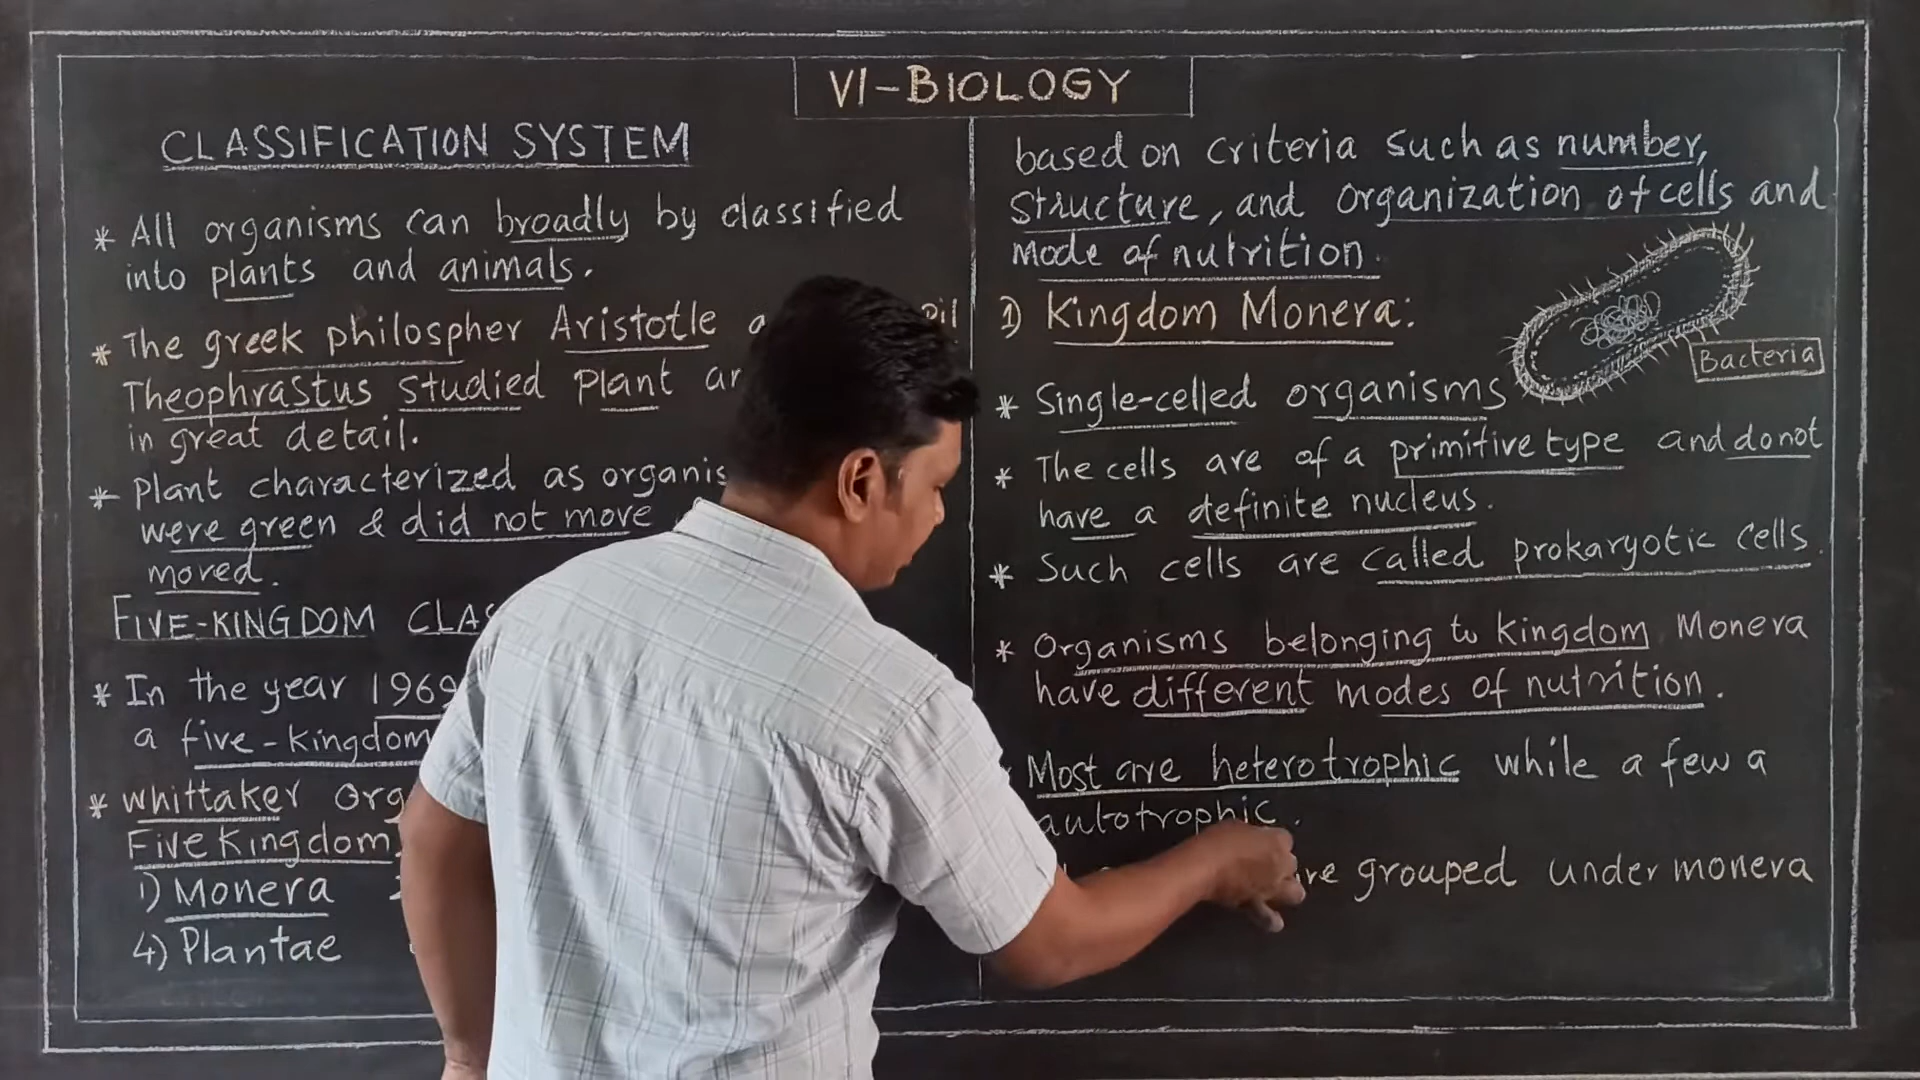 VI-BIOLOGY
CLASSIFICATION SYSTEM
* All organisms can broadly by classified
into plants and animals.
* The greek philospher Aristotle
Theophrastus studied plant
in great detail.
* Plant characterized as
were green & did not move
moved.
FIVE-KINGDOM
* In the year 1969
a five-kingdom
* Whittaker
Five Kingdom
1) Monera
4) Plantae
based on criteria such as number,
structure, and organization of cells and
mode of nutrition.
1) Kingdom Monera:
Bacteria
* Single-celled organisms
* The cells are of a primitive type and do not
have a definite nucleus.
* Such cells are called prokaryotic cells.
* Organisms belonging to kingdom Monera
have different modes of nutrition.
Most are heterotrophic while a few a
autotrophic.
grouped under monera